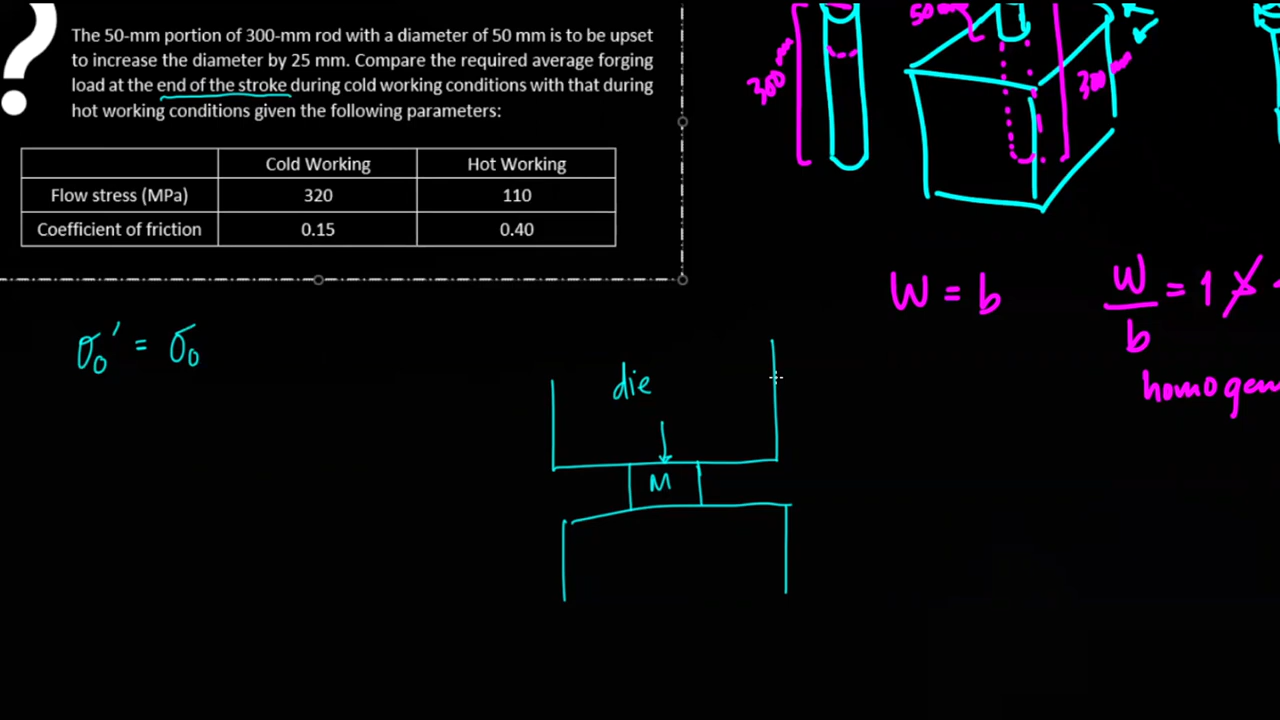 ?
The 50-mm portion of 300-mm rod with a diameter of 50 mm is to be upset
to increase the diameter by 25 mm. Compare the required average forging
load at the end of the stroke during cold working conditions with that during
hot working conditions given the following parameters:
Cold Working Hot Working
Flow stress (MPa) 320 110
Coefficient of friction 0.15 0.40
300 mm
50 mm
300 mm
W = b
W/b = 1
homogen
σ₀' = σ₀
die
M